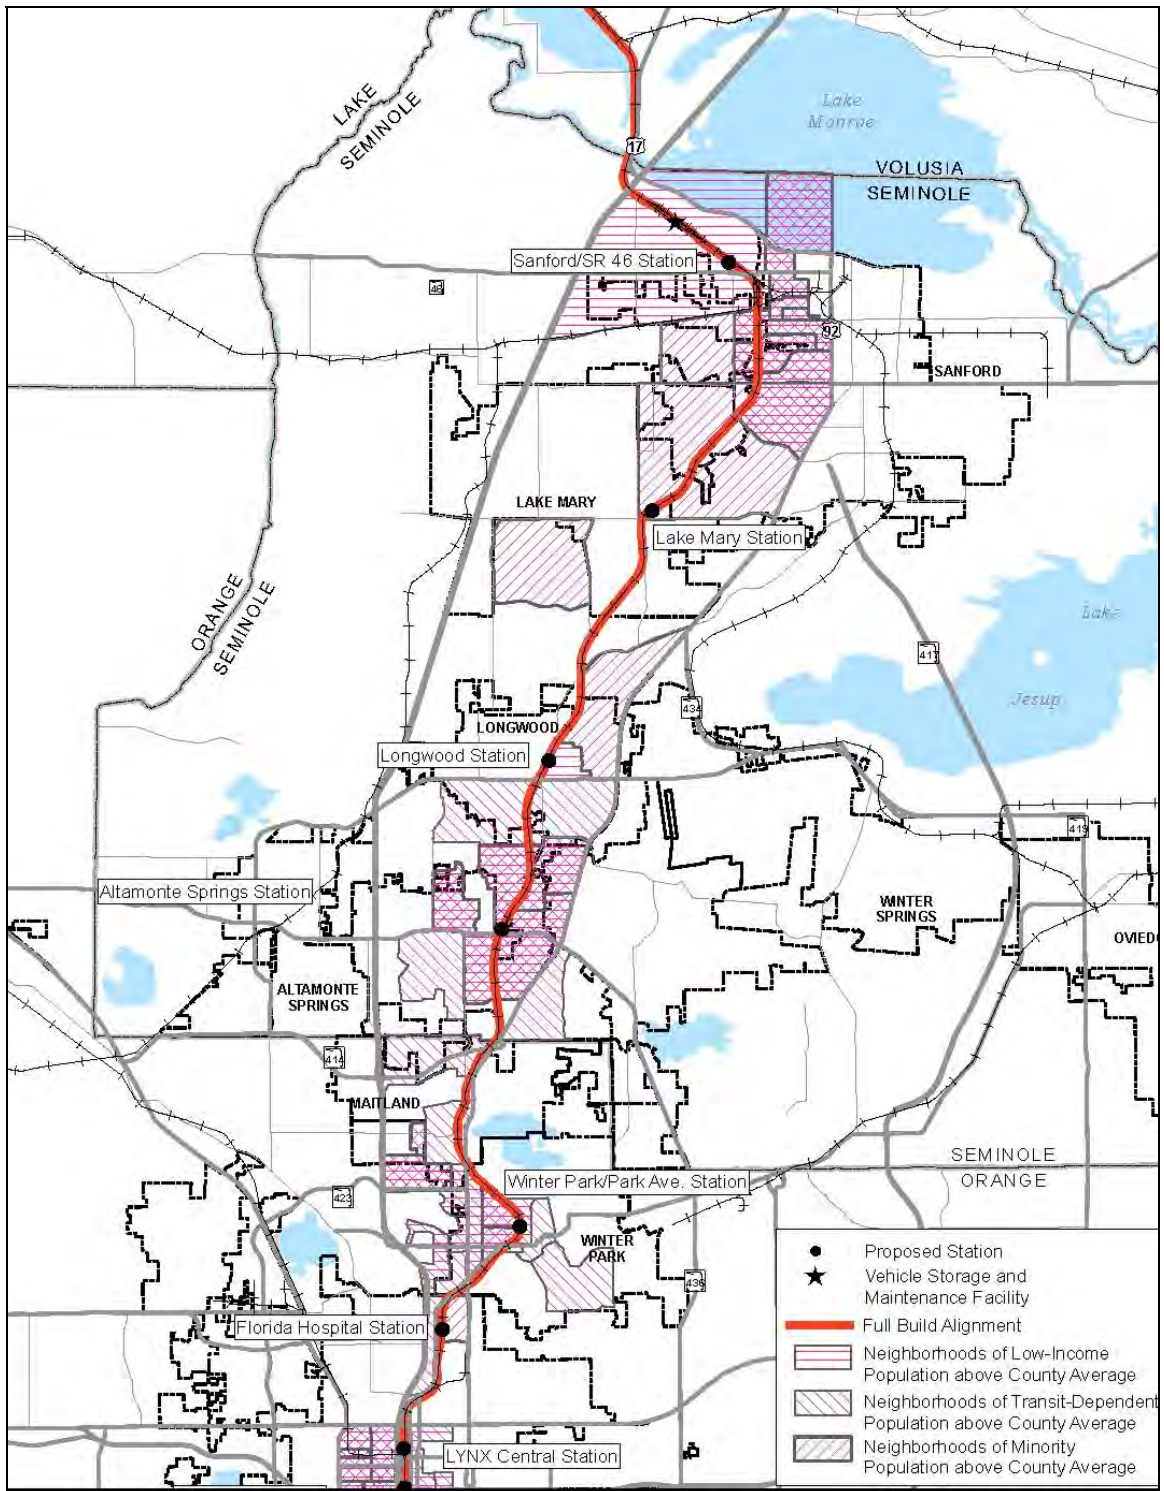 LAKE
SEMINOLE
Lake
Monroe
17
VOLUSIA
SEMINOLE
Sanford/SR 46 Station
46
92
SANFORD
LAKE MARY
Lake Mary Station
ORANGE
SEMINOLE
Lake
Jesup
417
434
LONGWOOD
Longwood Station
419
Altamonte Springs Station
WINTER
SPRINGS
OVIEDO
ALTAMONTE
SPRINGS
414
MAITLAND
SEMINOLE
ORANGE
Winter Park/Park Ave. Station
423
WINTER
PARK
436
Florida Hospital Station
LYNX Central Station
Proposed Station
Vehicle Storage and
Maintenance Facility
Full Build Alignment
Neighborhoods of Low-Income
Population above County Average
Neighborhoods of Transit-Dependent
Population above County Average
Neighborhoods of Minority
Population above County Average